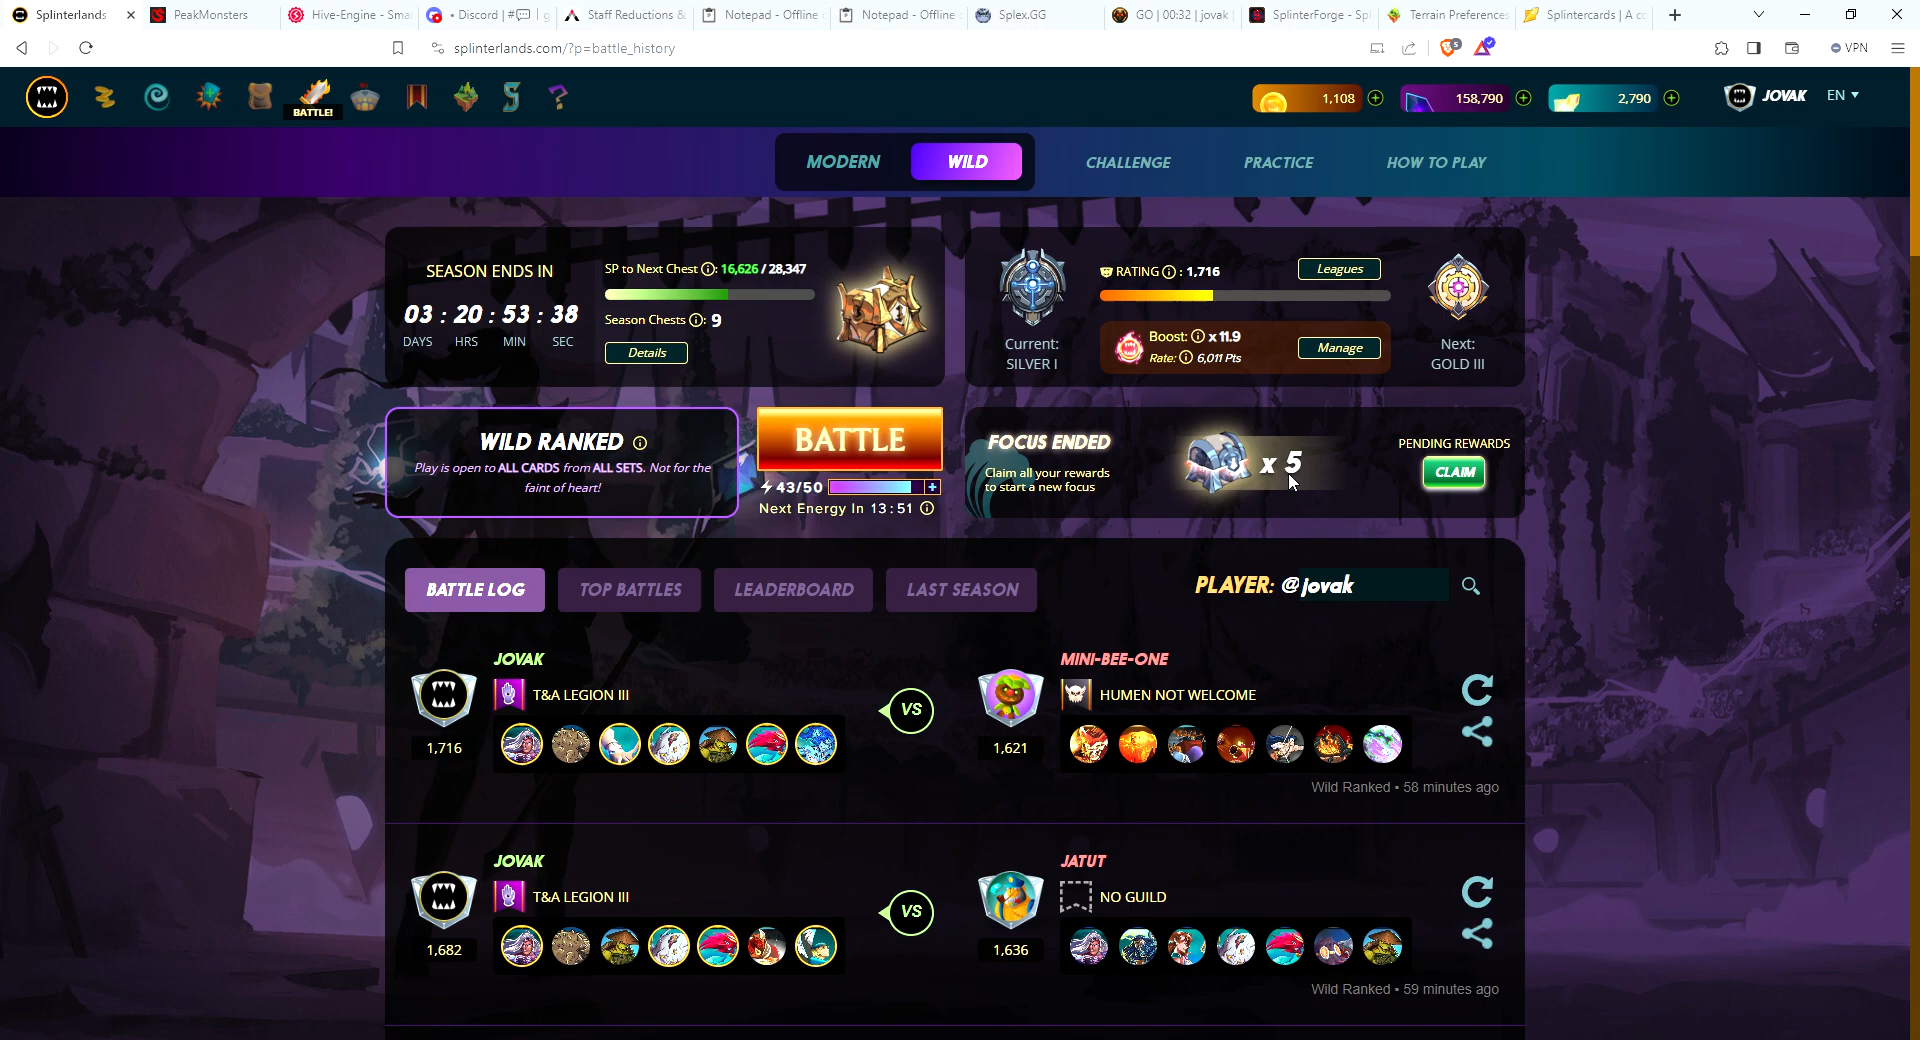 Splinterlands
PeakMonsters
Hive-Engine - Sma
• Discord | #
Staff Reductions &
Notepad - Offline
Notepad - Offline
Splex.GG
GO | 00:32 | jovak
SplinterForge - Spl
Terrain Preferences
Splintercards | A co
splinterlands.com/?p=battle_history
5
VPN
BATTLE!
1,108
158,790
2,790
JOVAK
EN
MODERN
WILD
CHALLENGE
PRACTICE
HOW TO PLAY
SEASON ENDS IN
03 : 20 : 53 : 38
DAYS HRS MIN SEC
SP to Next Chest: 16,626 / 28,347
Season Chests: 9
Details
Current:
SILVER I
RATING : 1,716
Leagues
Boost: x 11.9
Rate: 6,011 Pts
Manage
Next:
GOLD III
WILD RANKED
Play is open to ALL CARDS from ALL SETS. Not for the
faint of heart!
BATTLE
43/50
Next Energy In 13:51
FOCUS ENDED
Claim all your rewards
to start a new focus
x 5
PENDING REWARDS
CLAIM
BATTLE LOG
TOP BATTLES
LEADERBOARD
LAST SEASON
PLAYER: @jovak
JOVAK
T&A LEGION III
1,716
VS
MINI-BEE-ONE
HUMEN NOT WELCOME
1,621
Wild Ranked • 58 minutes ago
JOVAK
T&A LEGION III
1,682
VS
JATUT
NO GUILD
1,636
Wild Ranked • 59 minutes ago